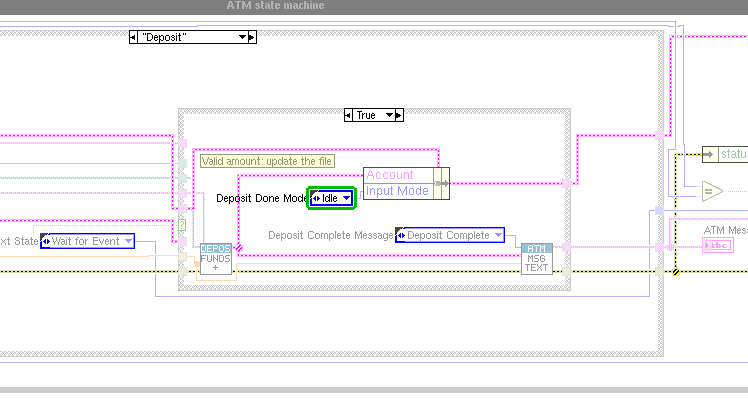 ATM state machine
"Deposit"
True
Valid amount: update the file
Account
Input Mode
Deposit Done Mode
Idle
statu
=
?
Deposit Complete Message
Deposit Complete
ATM Mess
abc
xt State
Wait for Event
DEPOS
FUNDS
+
ATM
MSG
TEXT